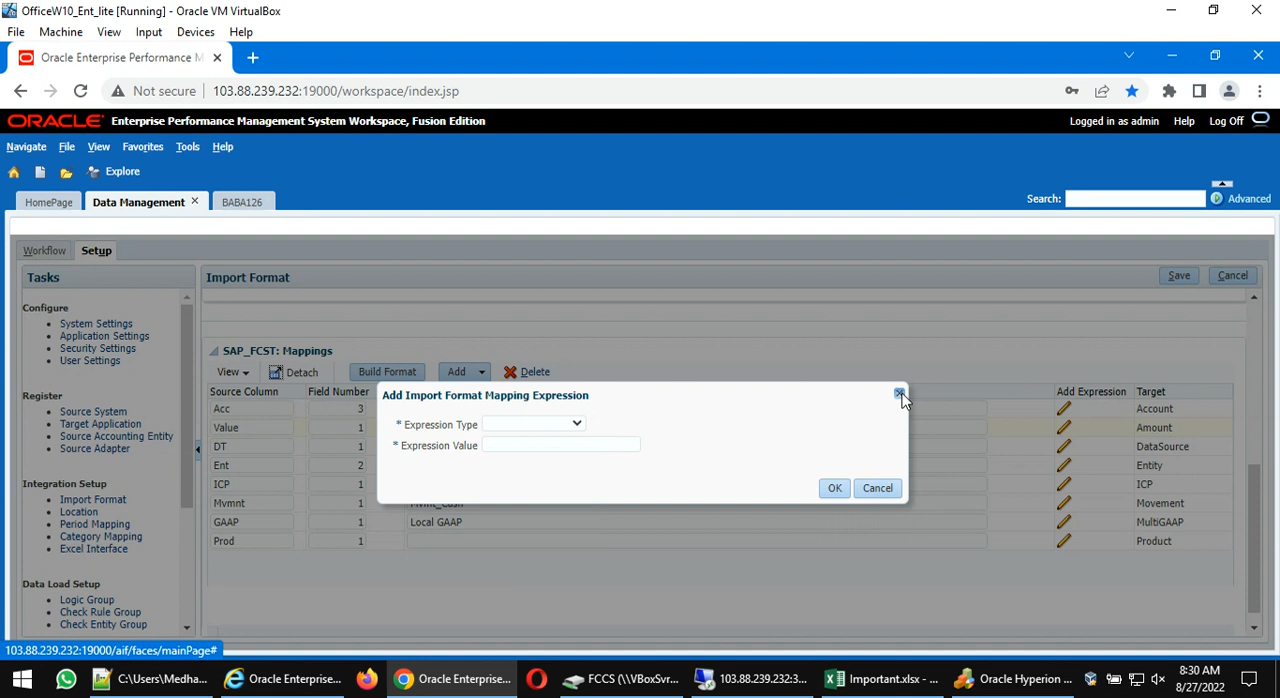 OfficeW10_Ent_lite [Running] - Oracle VM VirtualBox
File Machine View Input Devices Help
Oracle Enterprise Performance M
Not secure 103.88.239.232:19000/workspace/index.jsp
ORACLE Enterprise Performance Management System Workspace, Fusion Edition Logged in as admin Help Log Off
Navigate File View Favorites Tools Help
Explore
HomePage Data Management BABA126 Search: Advanced
Workflow Setup
Tasks Import Format Save Cancel
Configure
System Settings
Application Settings
Security Settings
User Settings
Register
Source System
Target Application
Source Accounting Entity
Source Adapter
Integration Setup
Import Format
Location
Period Mapping
Category Mapping
Excel Interface
Data Load Setup
Logic Group
Check Rule Group
Check Entity Group
SAP_FCST: Mappings
View Detach Build Format Add Delete
Source Column Field Number Add Expression Target
Acc 3 Account
Value 1 Amount
DT 1 DataSource
Ent 2 Entity
ICP 1 ICP
Mvmnt 1 Mvmt_Cash Movement
GAAP 1 Local GAAP MultiGAAP
Prod 1 Product
Add Import Format Mapping Expression
* Expression Type
* Expression Value
OK Cancel
103.88.239.232:19000/aif/faces/mainPage#
C:\Users\Medha... Oracle Enterprise... Oracle Enterprise... FCCS (\\VBoxSvr... 103.88.239.232:3... Important.xlsx - ... Oracle Hyperion ... 8:30 AM
8/27/2022